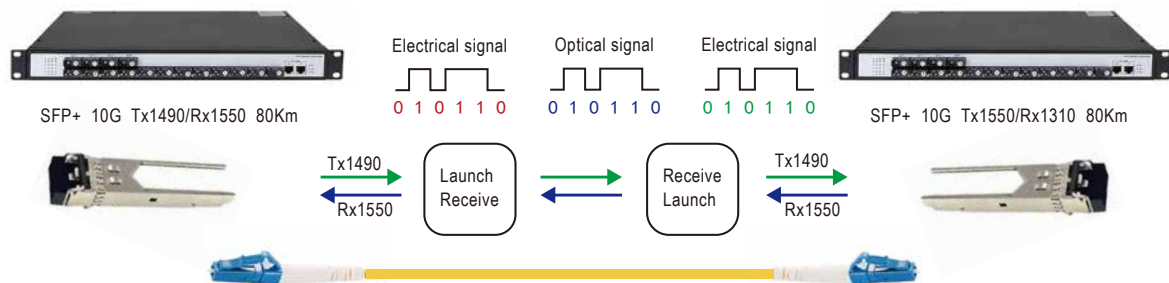 Electrical signal
Optical signal
Electrical signal
0 1 0 1 1 0
0 1 0 1 1 0
0 1 0 1 1 0
SFP+ 10G Tx1490/Rx1550 80Km
SFP+ 10G Tx1550/Rx1310 80Km
Tx1490
Rx1550
Launch
Receive
Receive
Launch
Tx1490
Rx1550